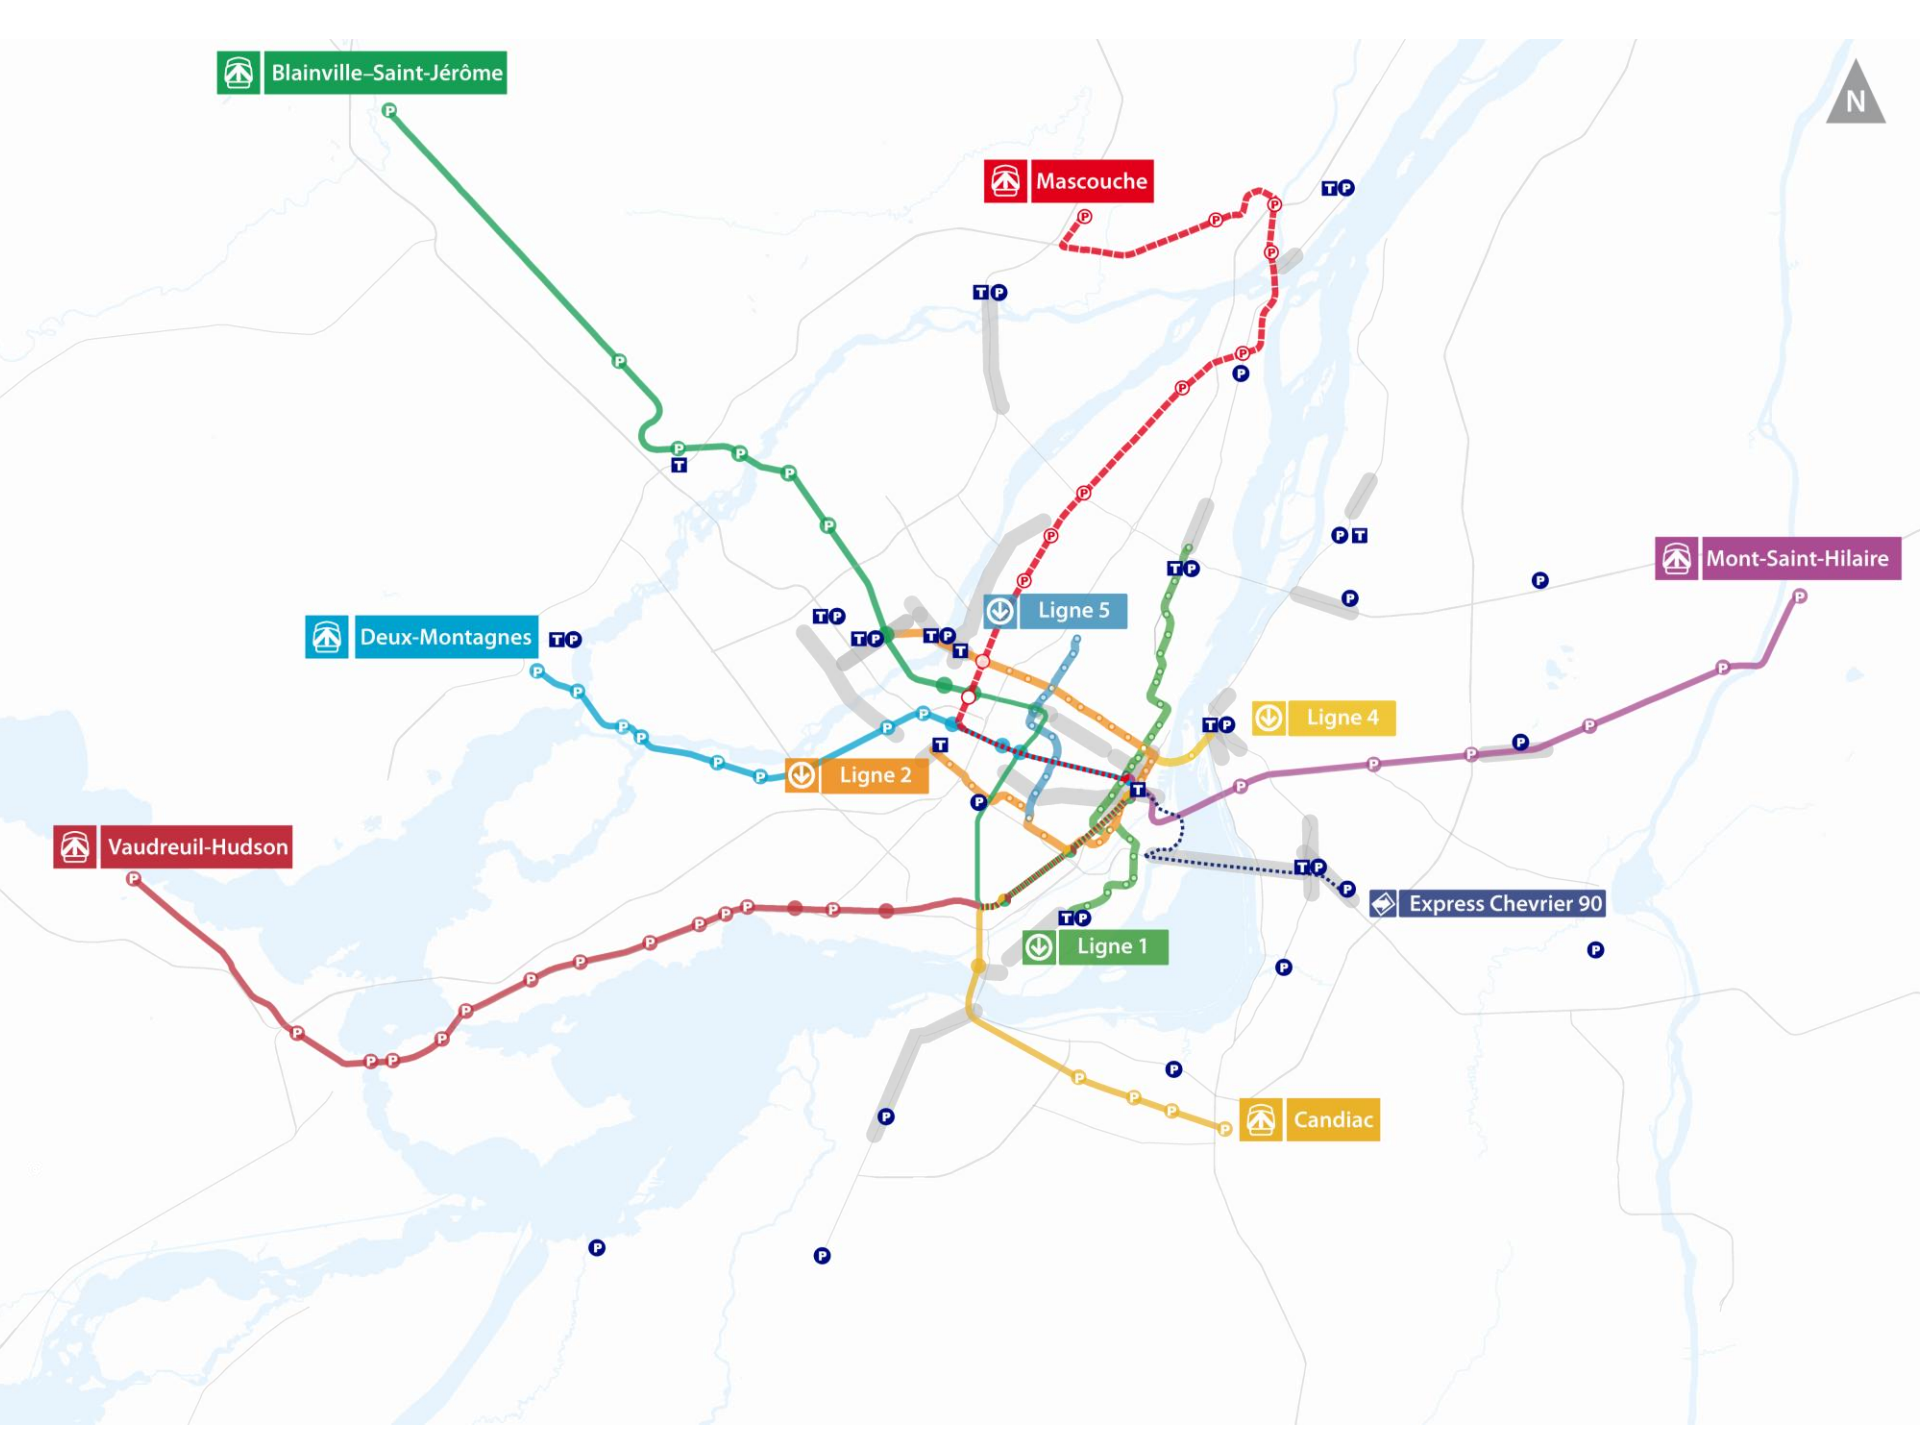 Blainville–Saint-Jérôme
N
Mascouche
T P
T P
P
T
P T
Mont-Saint-Hilaire
T P
P
P
Ligne 5
T P
T P
T P
Deux-Montagnes
T P
T
T P
Ligne 4
T
P
Ligne 2
T
P
Vaudreuil-Hudson
T P
P
Express Chevrier 90
T P
Ligne 1
P
P
P
P
Candiac
P
P